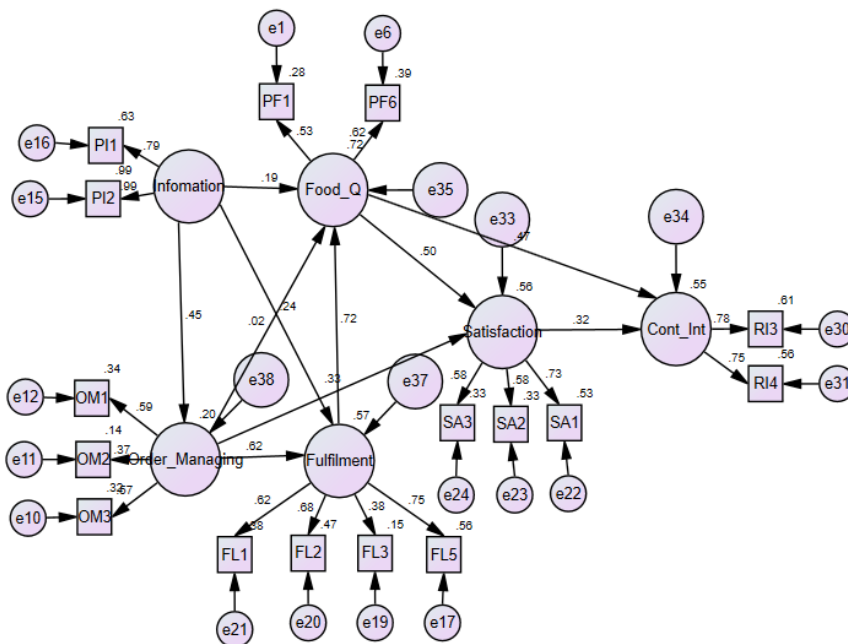 e1
e6
.28
.39
PF1
PF6
.63
.53
.62
.72
e16
PI1
.79
.99
.99
e15
PI2
Infomation
.19
Food_Q
e35
e33
e34
.47
.50
.45
.24
.02
.72
.56
.55
.61
Satisfaction
.32
Cont_Int
.78
RI3
e30
.75
.56
RI4
e31
.34
e38
.33
e37
.58
.33
.58
.33
.73
.53
e12
OM1
.59
.20
.57
SA3
SA2
SA1
.14
e11
OM2
.37
Order_Managing
.62
Fulfilment
e24
e23
e22
e10
OM3
.67
.62
.38
.68
.47
.38
.15
.75
.56
FL1
FL2
FL3
FL5
e21
e20
e19
e17